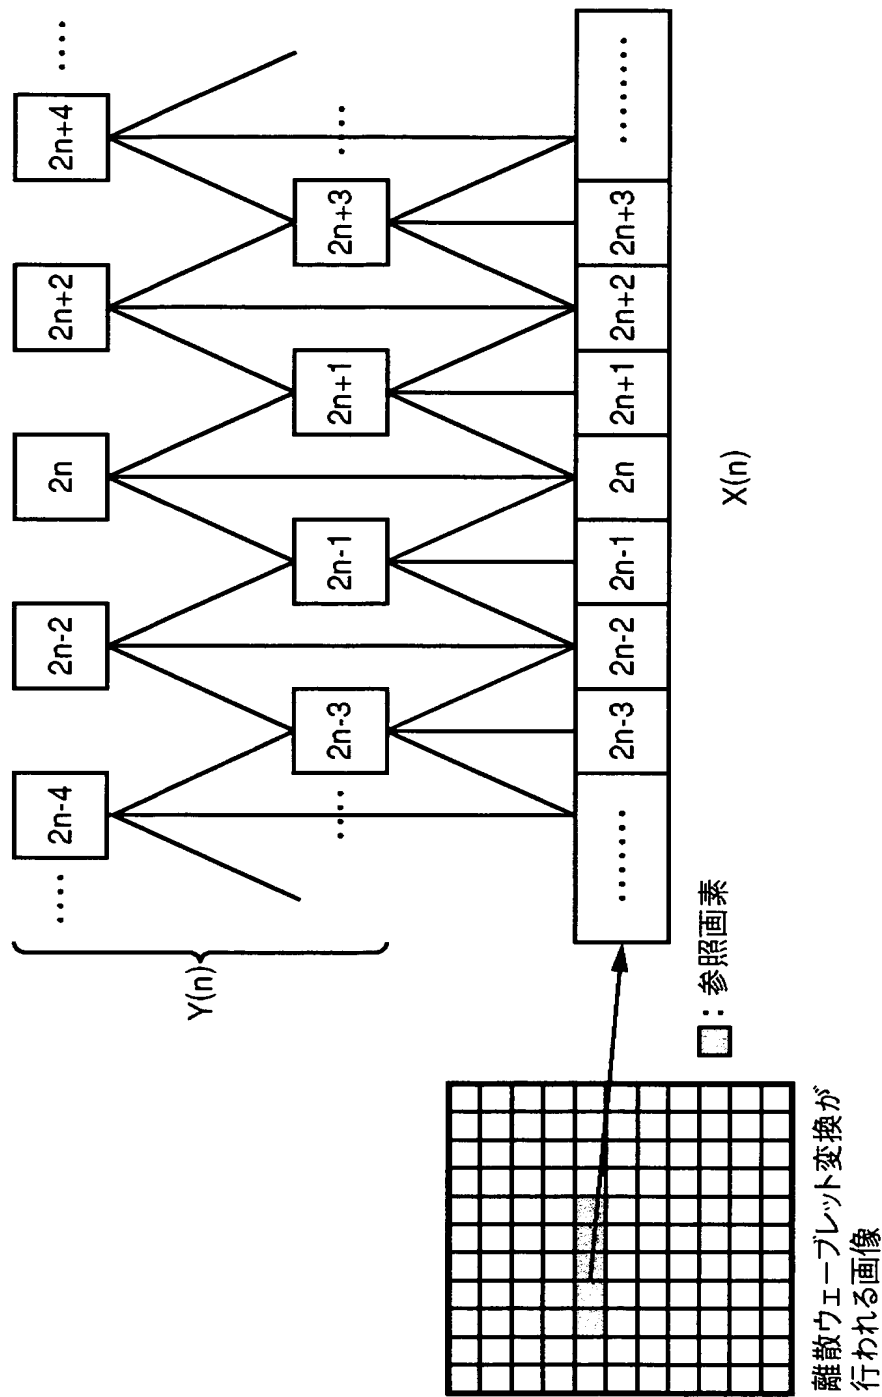 Y(n)
.... 2n-4 2n-2 2n 2n+2 2n+4 ....
.... 2n-3 2n-1 2n+1 2n+3 ....
........ 2n-3 2n-2 2n-1 2n 2n+1 2n+2 2n+3 ........
X(n)
：参照画素
離散ウェーブレット変換が
行われる画像